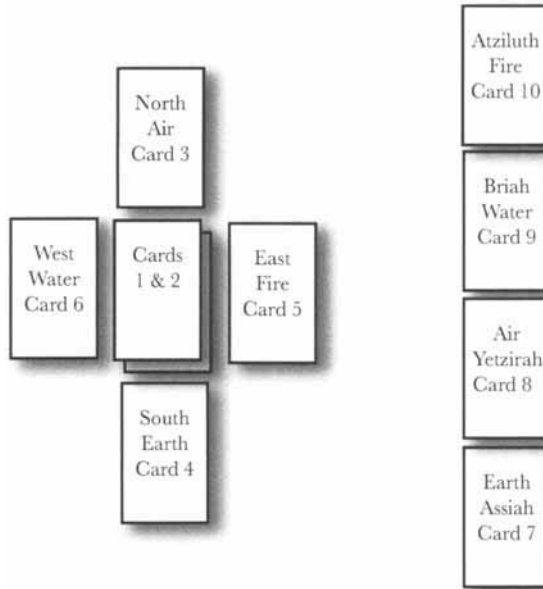 North
Air
Card 3
West
Water
Card 6
Cards
1 & 2
East
Fire
Card 5
South
Earth
Card 4
Atziluth
Fire
Card 10
Briah
Water
Card 9
Air
Yetzirah
Card 8
Earth
Assiah
Card 7